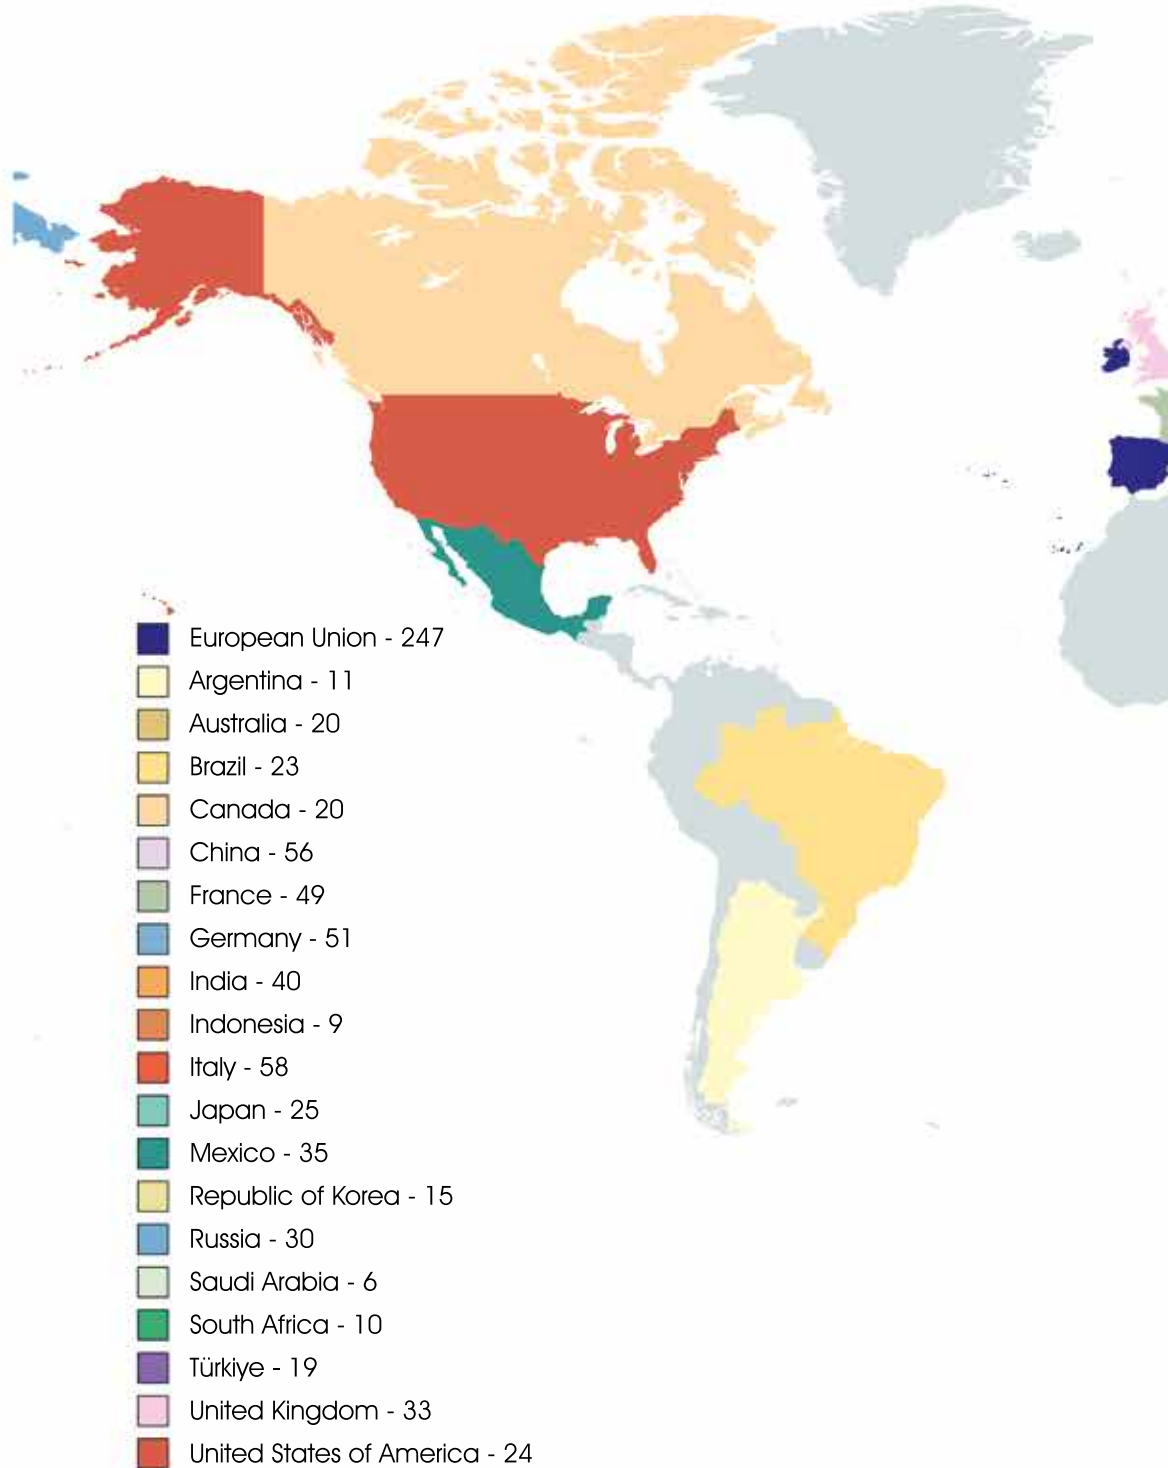 European Union - 247
Argentina - 11
Australia - 20
Brazil - 23
Canada - 20
China - 56
France - 49
Germany - 51
India - 40
Indonesia - 9
Italy - 58
Japan - 25
Mexico - 35
Republic of Korea - 15
Russia - 30
Saudi Arabia - 6
South Africa - 10
Türkiye - 19
United Kingdom - 33
United States of America - 24